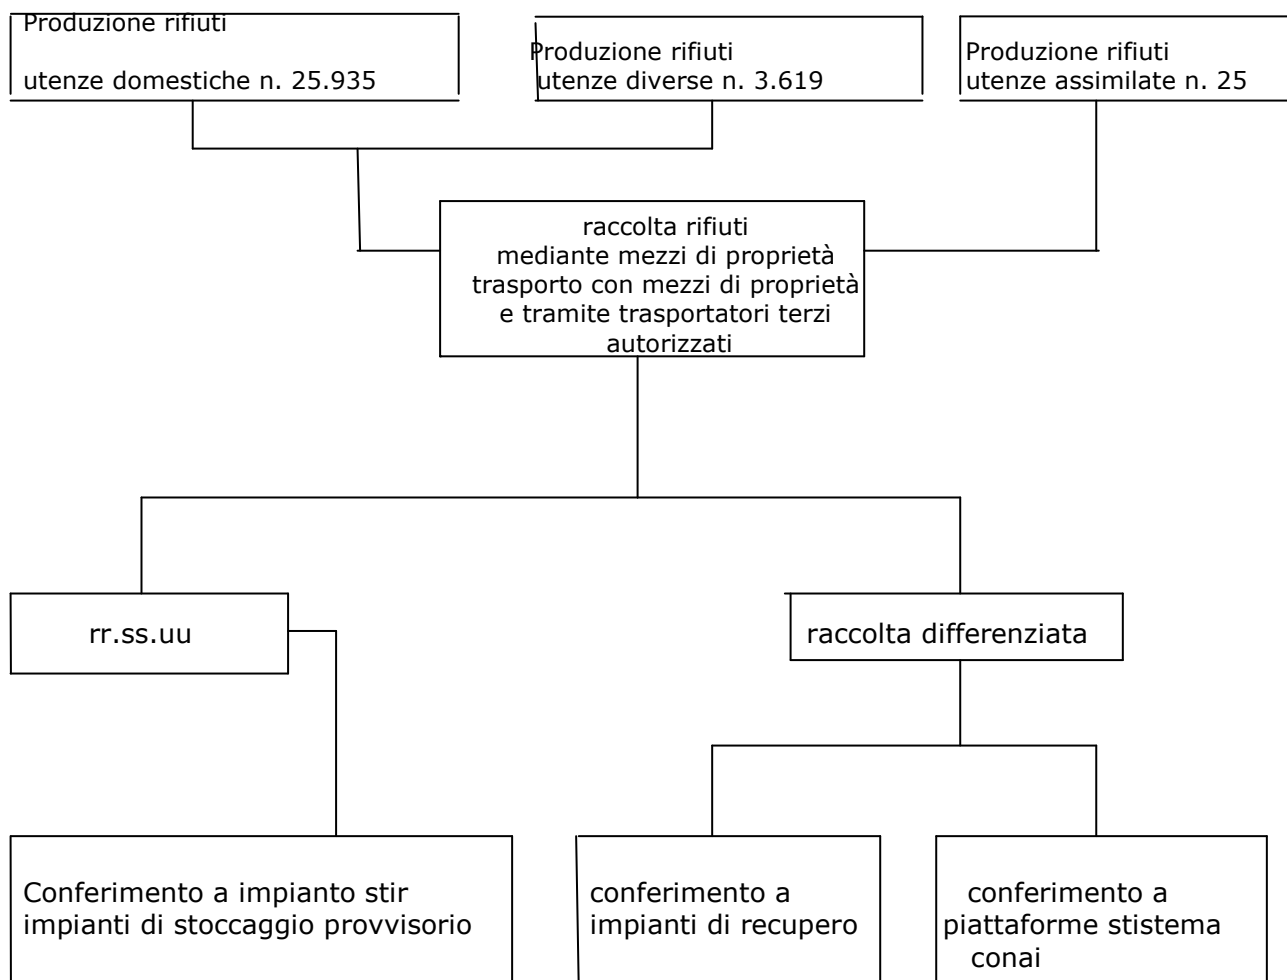 Produzione rifiuti
utenze domestiche n. 25.935
Produzione rifiuti
utenze diverse n. 3.619
Produzione rifiuti
utenze assimilate n. 25
raccolta rifiuti
mediante mezzi di proprietà
trasporto con mezzi di proprietà
e tramite trasportatori terzi
autorizzati
rr.ss.uu
raccolta differenziata
Conferimento a impianto stir
impianti di stoccaggio provvisorio
conferimento a
impianti di recupero
conferimento a
piattaforme stistema
conai